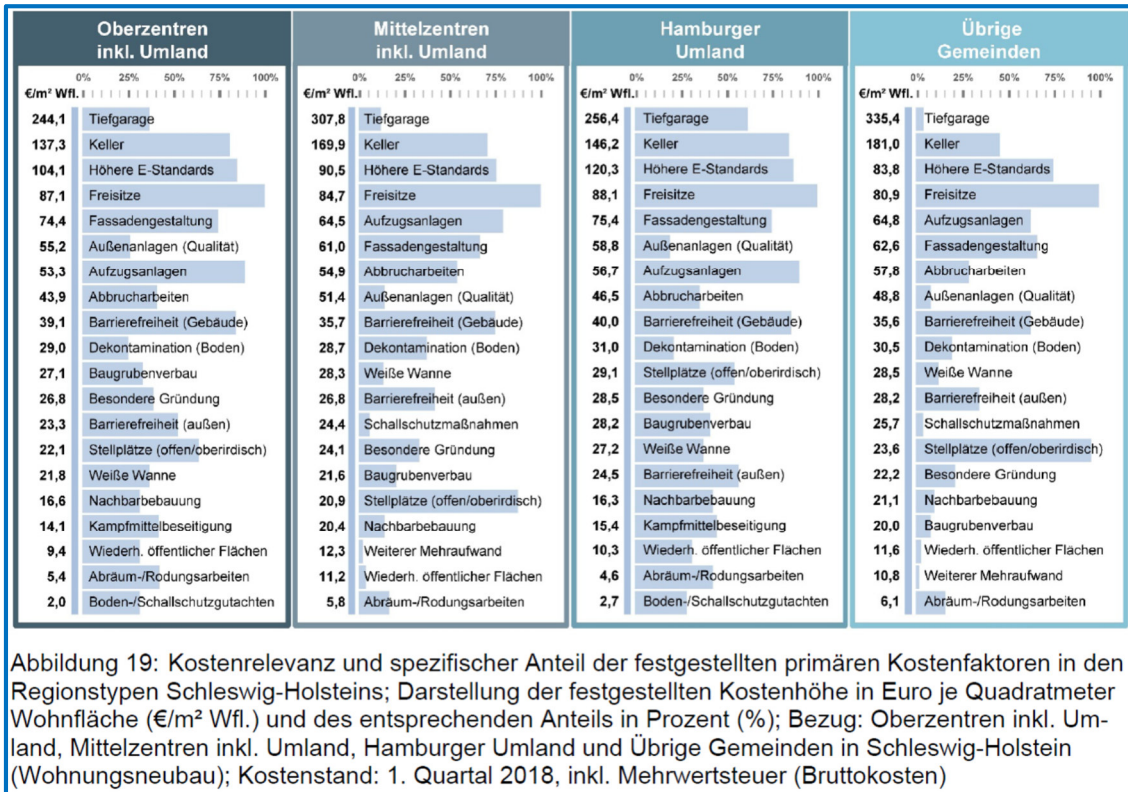 Oberzentren
inkl. Umland
0% 25% 50% 75% 100%
€/m² Wfl.
244,1 Tiefgarage
137,3 Keller
104,1 Höhere E-Standards
87,1 Freisitze
74,4 Fassadengestaltung
55,2 Außenanlagen (Qualität)
53,3 Aufzugsanlagen
43,9 Abbrucharbeiten
39,1 Barrierefreiheit (Gebäude)
29,0 Dekontamination (Boden)
27,1 Baugrubenverbau
26,8 Besondere Gründung
23,3 Barrierefreiheit (außen)
22,1 Stellplätze (offen/oberirdisch)
21,8 Weiße Wanne
16,6 Nachbarbebauung
14,1 Kampfmittelbeseitigung
9,4 Wiederh. öffentlicher Flächen
5,4 Abräum-/Rodungsarbeiten
2,0 Boden-/Schallschutzgutachten
Mittelzentren
inkl. Umland
0% 25% 50% 75% 100%
€/m² Wfl.
307,8 Tiefgarage
169,9 Keller
90,5 Höhere E-Standards
84,7 Freisitze
64,5 Aufzugsanlagen
61,0 Fassadengestaltung
54,9 Abbrucharbeiten
51,4 Außenanlagen (Qualität)
35,7 Barrierefreiheit (Gebäude)
28,7 Dekontamination (Boden)
28,3 Weiße Wanne
26,8 Barrierefreiheit (außen)
24,4 Schallschutzmaßnahmen
24,1 Besondere Gründung
21,6 Baugrubenverbau
20,9 Stellplätze (offen/oberirdisch)
20,4 Nachbarbebauung
12,3 Weiterer Mehraufwand
11,2 Wiederh. öffentlicher Flächen
5,8 Abräum-/Rodungsarbeiten
Hamburger
Umland
0% 25% 50% 75% 100%
€/m² Wfl.
256,4 Tiefgarage
146,2 Keller
120,3 Höhere E-Standards
88,1 Freisitze
75,4 Fassadengestaltung
58,8 Außenanlagen (Qualität)
56,7 Aufzugsanlagen
46,5 Abbrucharbeiten
40,0 Barrierefreiheit (Gebäude)
31,0 Dekontamination (Boden)
29,1 Stellplätze (offen/oberirdisch)
28,5 Besondere Gründung
28,2 Baugrubenverbau
27,2 Weiße Wanne
24,5 Barrierefreiheit (außen)
16,3 Nachbarbebauung
15,4 Kampfmittelbeseitigung
10,3 Wiederh. öffentlicher Flächen
4,6 Abräum-/Rodungsarbeiten
2,7 Boden-/Schallschutzgutachten
Übrige
Gemeinden
0% 25% 50% 75% 100%
€/m² Wfl.
335,4 Tiefgarage
181,0 Keller
83,8 Höhere E-Standards
80,9 Freisitze
64,8 Aufzugsanlagen
62,6 Fassadengestaltung
57,8 Abbrucharbeiten
48,8 Außenanlagen (Qualität)
35,6 Barrierefreiheit (Gebäude)
30,5 Dekontamination (Boden)
28,5 Weiße Wanne
28,2 Barrierefreiheit (außen)
25,7 Schallschutzmaßnahmen
23,6 Stellplätze (offen/oberirdisch)
22,2 Besondere Gründung
21,1 Nachbarbebauung
20,0 Baugrubenverbau
11,6 Wiederh. öffentlicher Flächen
10,8 Weiterer Mehraufwand
6,1 Abräum-/Rodungsarbeiten
Abbildung 19: Kostenrelevanz und spezifischer Anteil der festgestellten primären Kostenfaktoren in den
Regionstypen Schleswig-Holsteins; Darstellung der festgestellten Kostenhöhe in Euro je Quadratmeter
Wohnfläche (€/m² Wfl.) und des entsprechenden Anteils in Prozent (%); Bezug: Oberzentren inkl. Um-
land, Mittelzentren inkl. Umland, Hamburger Umland und Übrige Gemeinden in Schleswig-Holstein
(Wohnungsneubau); Kostenstand: 1. Quartal 2018, inkl. Mehrwertsteuer (Bruttokosten)